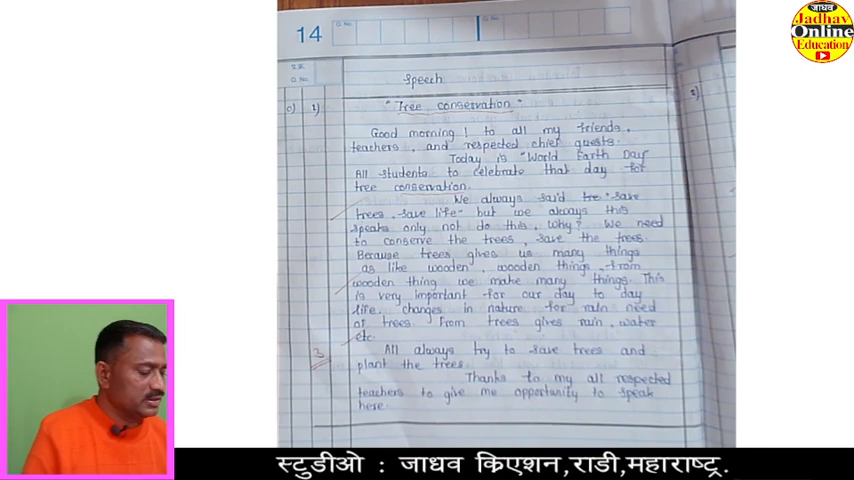 जाधव
Jadhav
Online
Education
14
Q.No.
Q.No.
प्र.क्र.
Q.No.
Speech
c) 1)
2)
"Tree conservation"
Good morning! to all my friends,
teachers, and respected chief guests.
Today is "World Earth Day"
All students to celebrate that day for
tree conservation.
We always said tre "save
trees, save life" but we always this
speaks only not do this, why? We need
to conserve the trees, save the trees.
Because trees gives us many things
as like wooden, wooden things, from
wooden thing we make many things. This
is very important for our day to day
life, changes in nature for rain need
of trees. From trees gives rain, water
etc.
3
All always try to save trees and
plant the trees.
Thanks to my all respected
teachers to give me opportunity to speak
here.
स्टुडीओ : जाधव क्रिएशन,राडी,महाराष्ट्र.